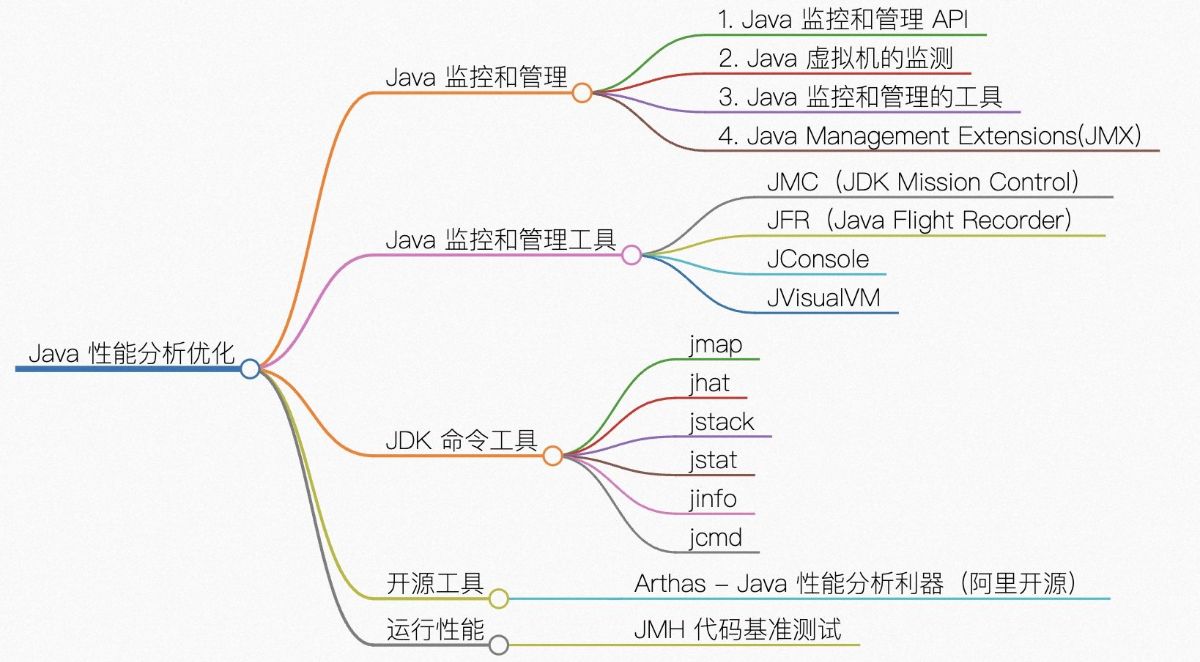 Java 性能分析优化
Java 监控和管理
1. Java 监控和管理 API
2. Java 虚拟机的监测
3. Java 监控和管理的工具
4. Java Management Extensions(JMX)
Java 监控和管理工具
JMC（JDK Mission Control）
JFR（Java Flight Recorder）
JConsole
JVisualVM
JDK 命令工具
jmap
jhat
jstack
jstat
jinfo
jcmd
开源工具
Arthas – Java 性能分析利器（阿里开源）
运行性能
JMH 代码基准测试